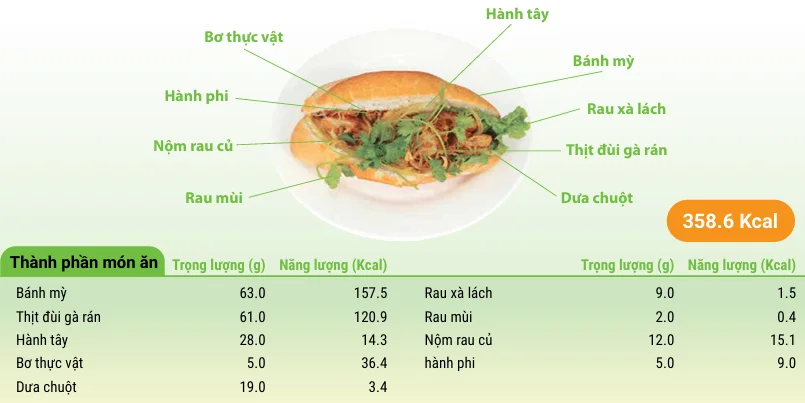 Hành tây
Bơ thực vật
Bánh mỳ
Hành phi
Rau xà lách
Nộm rau củ
Thịt đùi gà rán
Rau mùi
Dưa chuột
358.6 Kcal
Thành phần món ăn Trọng lượng (g) Năng lượng (Kcal) Trọng lượng (g) Năng lượng (Kcal)
Bánh mỳ 63.0 157.5 Rau xà lách 9.0 1.5
Thịt đùi gà rán 61.0 120.9 Rau mùi 2.0 0.4
Hành tây 28.0 14.3 Nộm rau củ 12.0 15.1
Bơ thực vật 5.0 36.4 hành phi 5.0 9.0
Dưa chuột 19.0 3.4